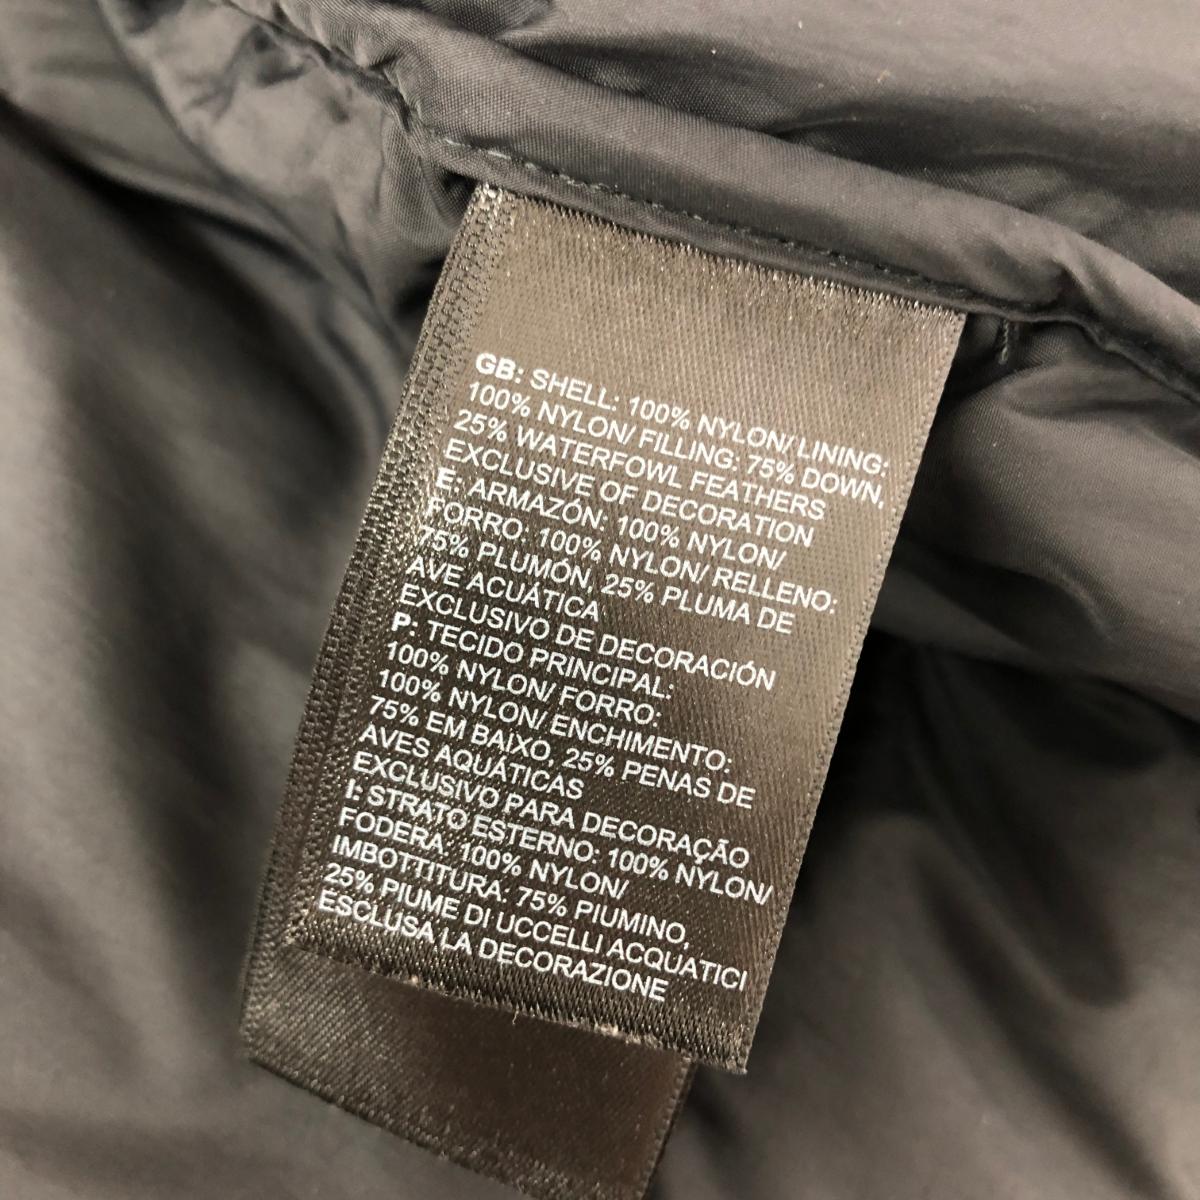 GB: SHELL: 100% NYLON/ LINING:
100% NYLON/ FILLING: 75% DOWN,
25% WATERFOWL FEATHERS
EXCLUSIVE OF DECORATION
E: ARMAZÓN: 100% NYLON/
FORRO: 100% NYLON/ RELLENO:
75% PLUMÓN, 25% PLUMA DE
AVE ACUÁTICA
EXCLUSIVO DE DECORACIÓN
P: TECIDO PRINCIPAL:
100% NYLON/ FORRO:
100% NYLON/ ENCHIMENTO:
75% EM BAIXO, 25% PENAS DE
AVES AQUÁTICAS
EXCLUSIVO PARA DECORAÇÃO
I: STRATO ESTERNO: 100% NYLON/
FODERA: 100% NYLON/
IMBOTTITURA: 75% PIUMINO,
25% PIUME DI UCCELLI ACQUATICI
ESCLUSA LA DECORAZIONE